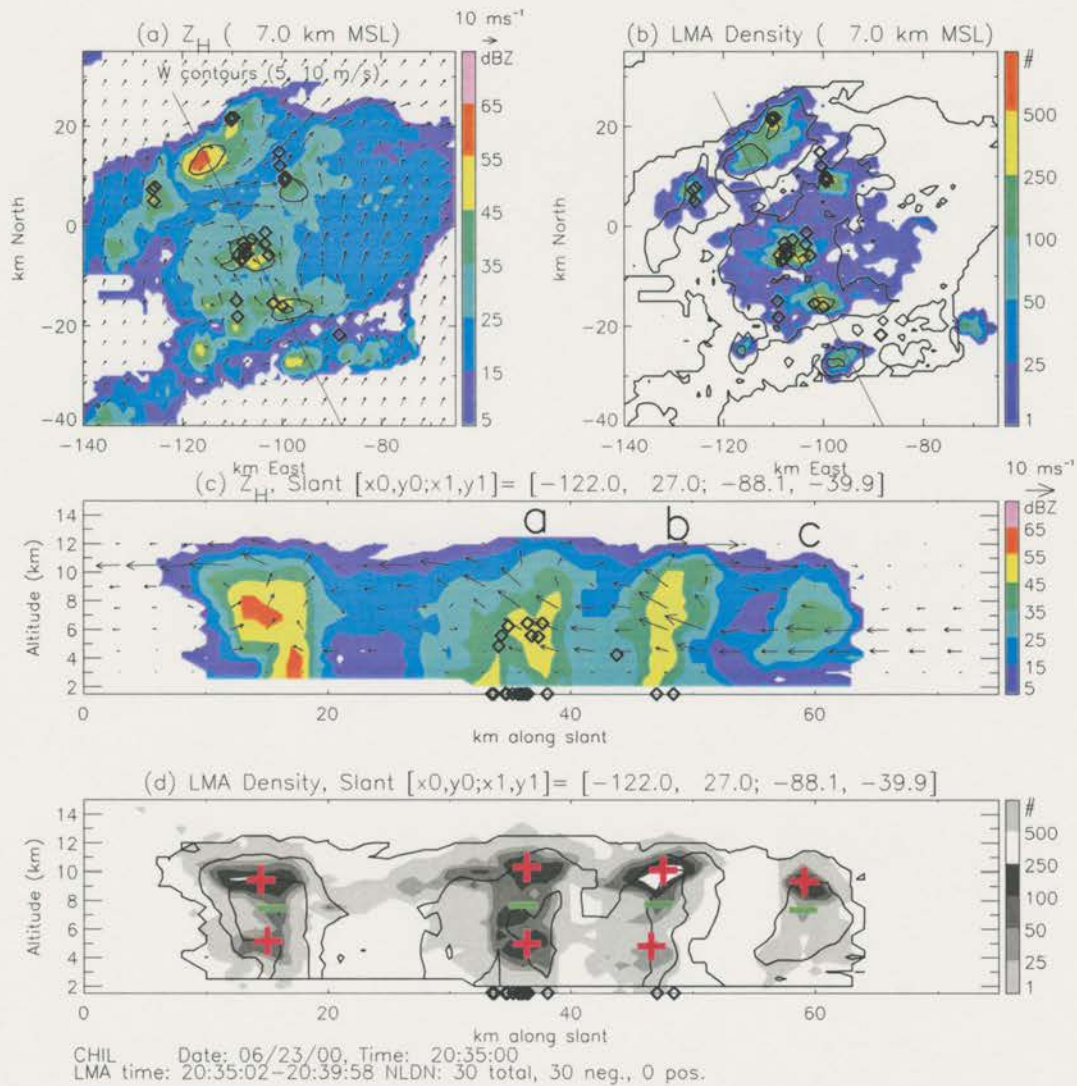 10 ms⁻¹
(a) Z_H ( 7.0 km MSL)
W contours (5, 10 m/s)
dBZ
65
55
45
35
25
15
5
20
0
−20
−40
km North
−140 −120 −100 −80
km East
(b) LMA Density ( 7.0 km MSL)
#
500
250
100
50
25
1
20
0
−20
−40
km North
−140 −120 −100 −80
km East
(c) Z_H, Slant [x0,y0;x1,y1]= [−122.0, 27.0; −88.1, −39.9]
10 ms⁻¹
dBZ
65
55
45
35
25
15
5
a b c
14
12
10
8
6
4
2
Altitude (km)
0 20 40 60
km along slant
(d) LMA Density, Slant [x0,y0;x1,y1]= [−122.0, 27.0; −88.1, −39.9]
#
500
250
100
50
25
1
14
12
10
8
6
4
2
Altitude (km)
0 20 40 60
km along slant
CHIL Date: 06/23/00, Time: 20:35:00
LMA time: 20:35:02−20:39:58 NLDN: 30 total, 30 neg., 0 pos.